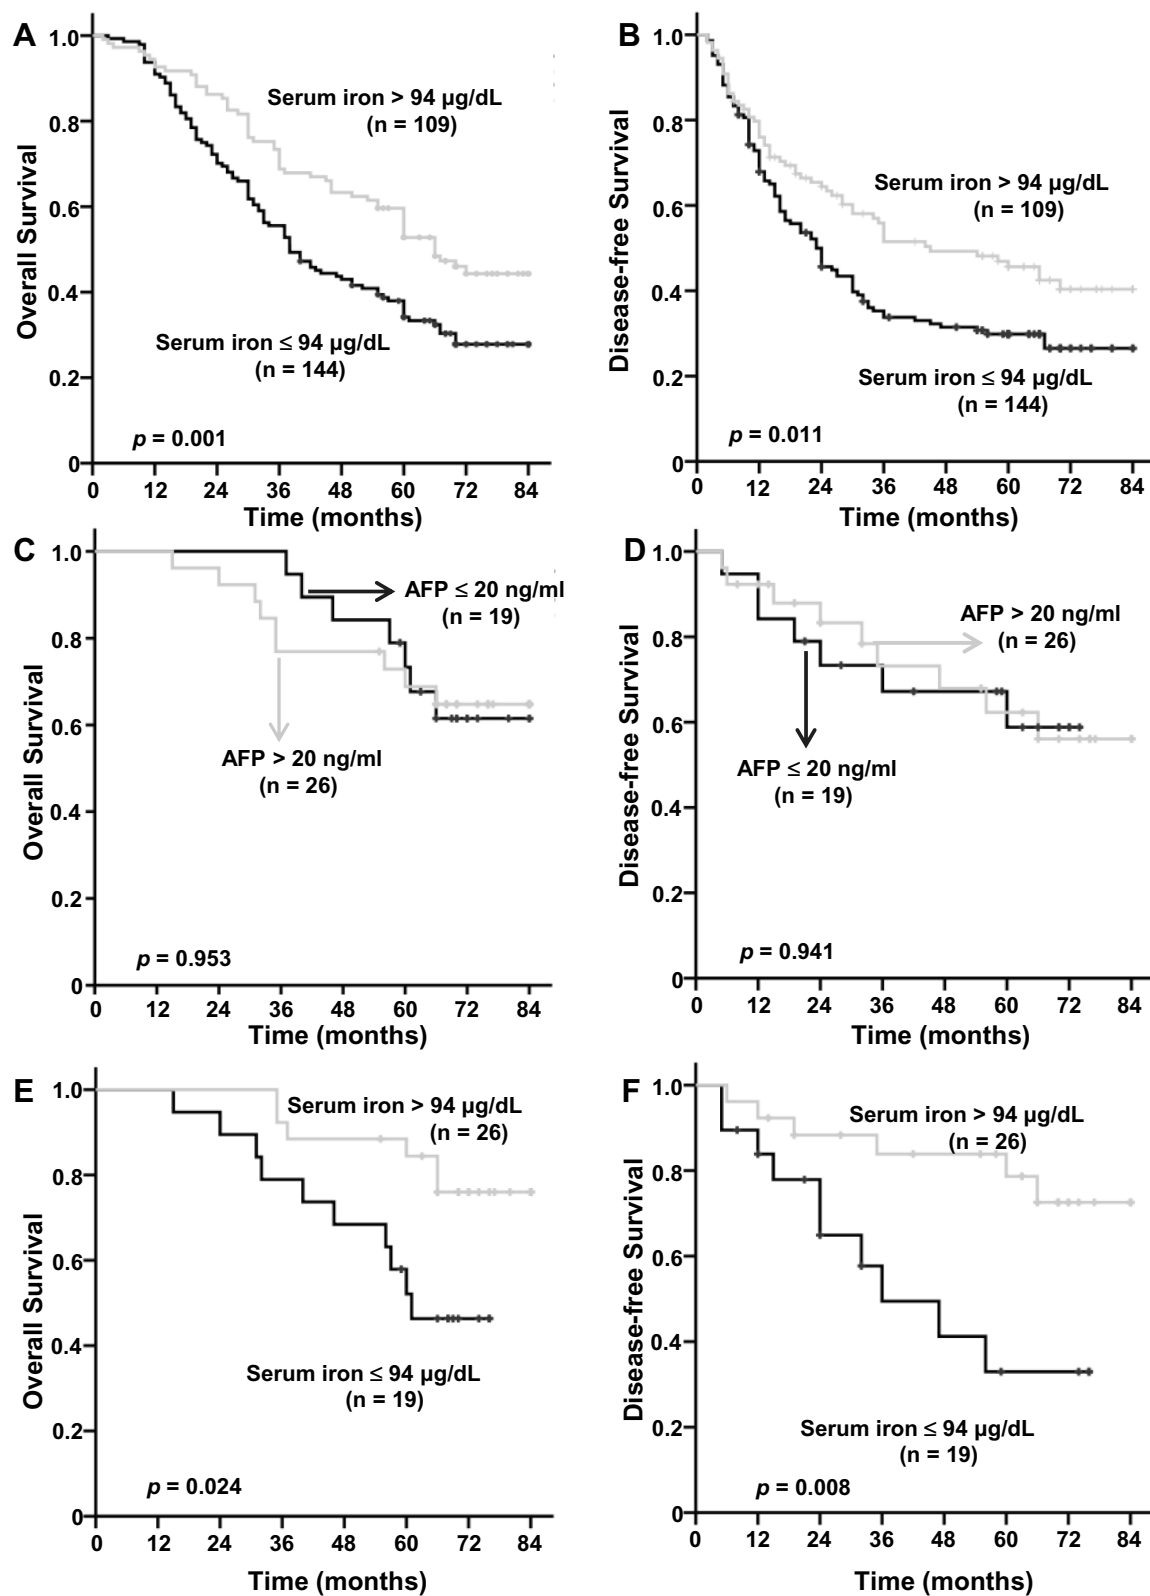 A
Overall Survival
1.0
0.8
0.6
0.4
0.2
0
Serum iron > 94 µg/dL
(n = 109)
Serum iron ≤ 94 µg/dL
(n = 144)
p = 0.001
0 12 24 36 48 60 72 84
Time (months)
B
Disease-free Survival
1.0
0.8
0.6
0.4
0.2
0
Serum iron > 94 µg/dL
(n = 109)
Serum iron ≤ 94 µg/dL
(n = 144)
p = 0.011
0 12 24 36 48 60 72 84
Time (months)
C
Overall Survival
1.0
0.8
0.6
0.4
0.2
0
AFP ≤ 20 ng/ml
(n = 19)
AFP > 20 ng/ml
(n = 26)
p = 0.953
0 12 24 36 48 60 72 84
Time (months)
D
Disease-free Survival
1.0
0.8
0.6
0.4
0.2
0
AFP > 20 ng/ml
(n = 26)
AFP ≤ 20 ng/ml
(n = 19)
p = 0.941
0 12 24 36 48 60 72 84
Time (months)
E
Overall Survival
1.0
0.8
0.6
0.4
0.2
0
Serum iron > 94 µg/dL
(n = 26)
Serum iron ≤ 94 µg/dL
(n = 19)
p = 0.024
0 12 24 36 48 60 72 84
Time (months)
F
Disease-free Survival
1.0
0.8
0.6
0.4
0.2
0
Serum iron > 94 µg/dL
(n = 26)
Serum iron ≤ 94 µg/dL
(n = 19)
p = 0.008
0 12 24 36 48 60 72 84
Time (months)